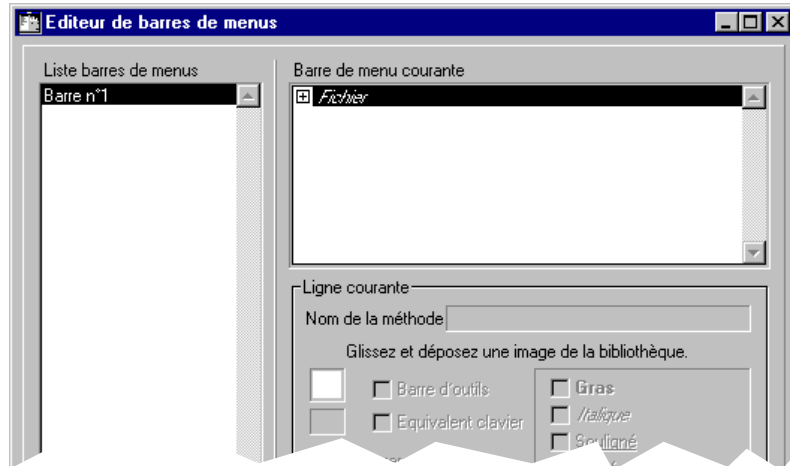 Editeur de barres de menus
Liste barres de menus
Barre de menu courante
Barre n°1
Fichier
Ligne courante
Nom de la méthode
Glissez et déposez une image de la bibliothèque.
Barre d'outils
Gras
Equivalent clavier
Italique
Souligné